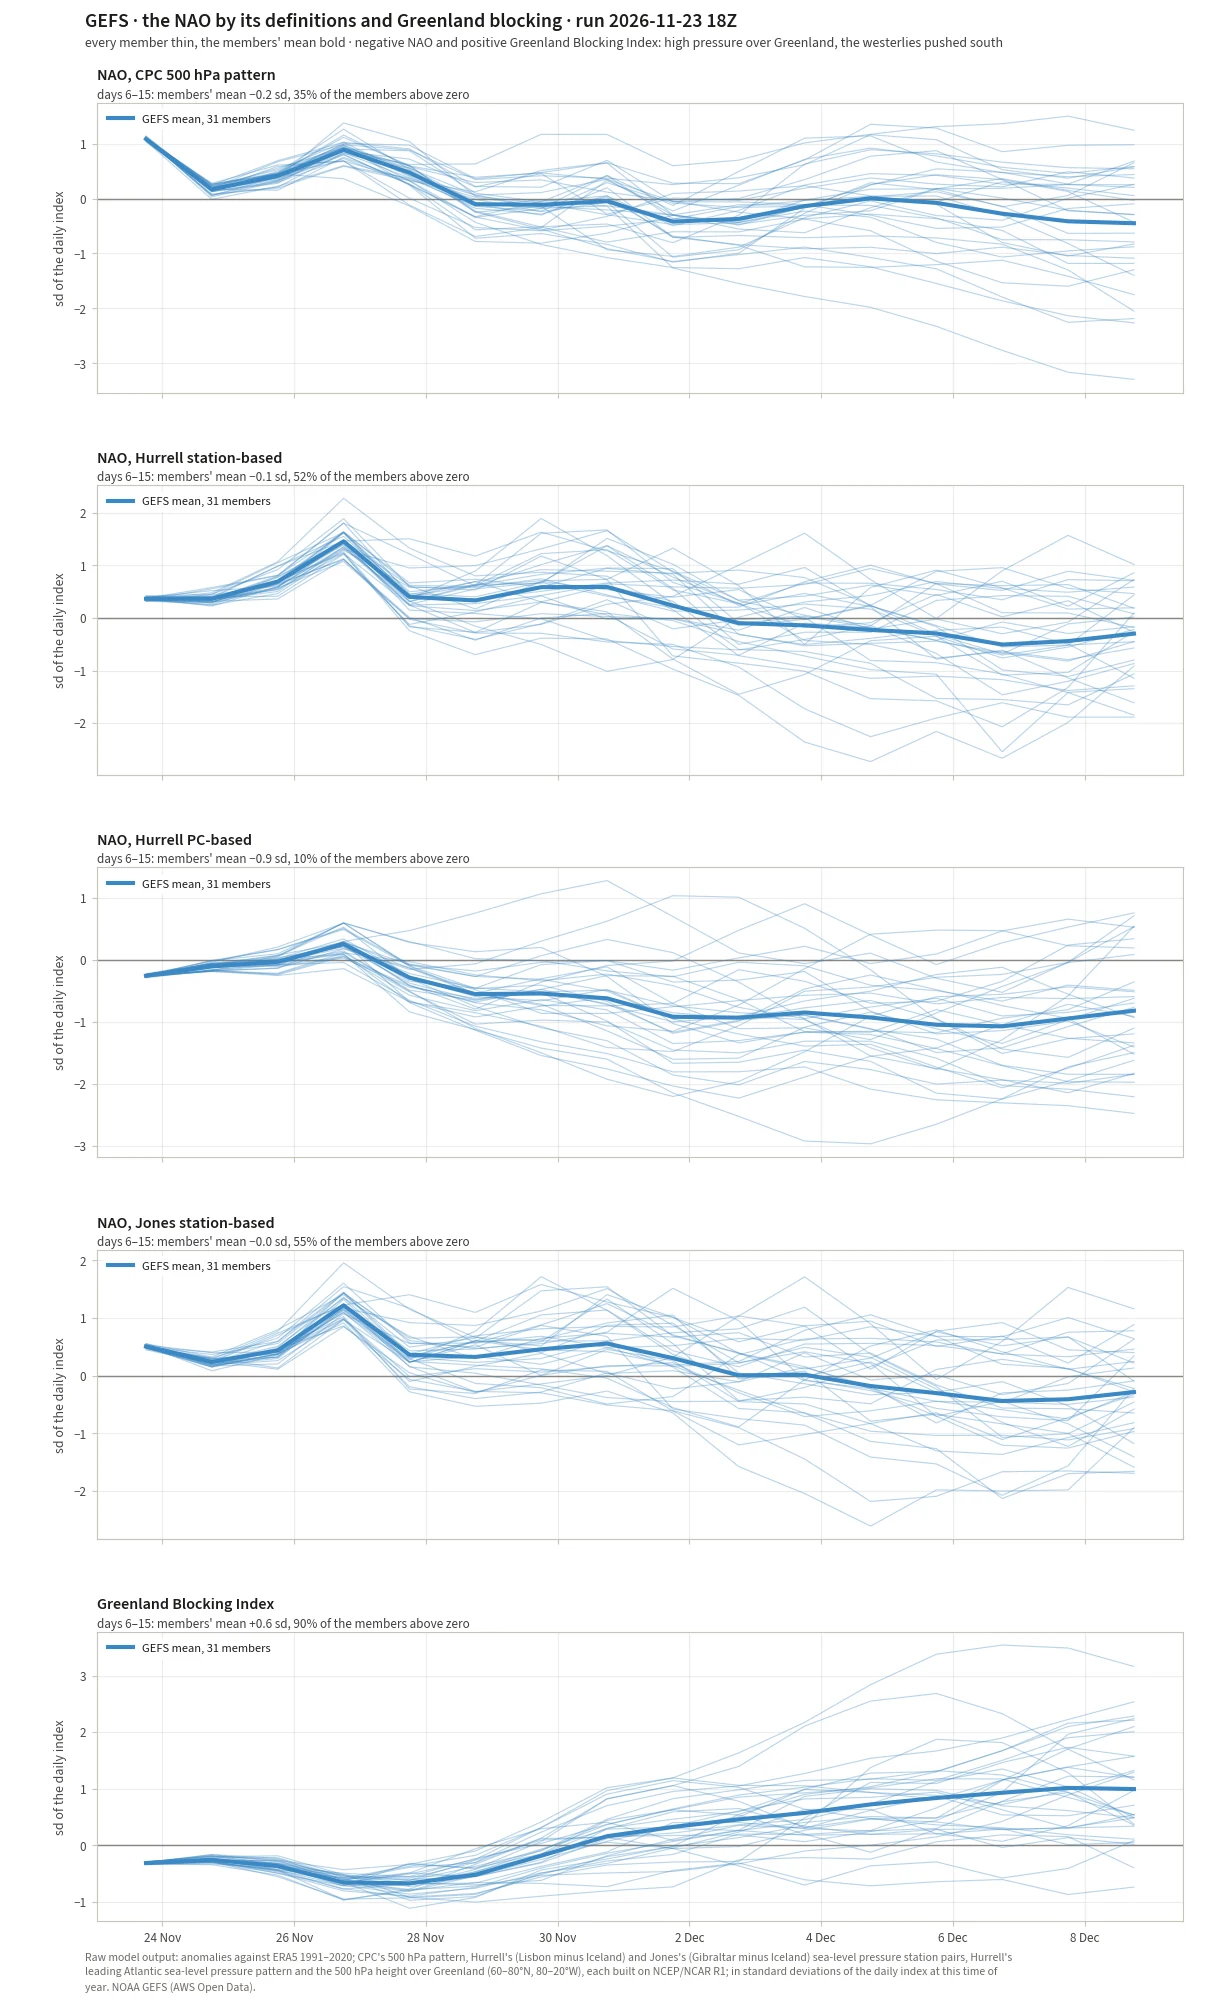 GEFS · the NAO by its definitions and Greenland blocking · run 2026-11-23 18Z
every member thin, the members' mean bold · negative NAO and positive Greenland Blocking Index: high pressure over Greenland, the westerlies pushed south
NAO, CPC 500 hPa pattern
days 6–15: members' mean −0.2 sd, 35% of the members above zero
GEFS mean, 31 members
sd of the daily index
1
0
−1
−2
−3
NAO, Hurrell station-based
days 6–15: members' mean −0.1 sd, 52% of the members above zero
GEFS mean, 31 members
sd of the daily index
2
1
0
−1
−2
NAO, Hurrell PC-based
days 6–15: members' mean −0.9 sd, 10% of the members above zero
GEFS mean, 31 members
sd of the daily index
1
0
−1
−2
−3
NAO, Jones station-based
days 6–15: members' mean −0.0 sd, 55% of the members above zero
GEFS mean, 31 members
sd of the daily index
2
1
0
−1
−2
Greenland Blocking Index
days 6–15: members' mean +0.6 sd, 90% of the members above zero
GEFS mean, 31 members
sd of the daily index
3
2
1
0
−1
24 Nov 26 Nov 28 Nov 30 Nov 2 Dec 4 Dec 6 Dec 8 Dec
Raw model output: anomalies against ERA5 1991–2020; CPC's 500 hPa pattern, Hurrell's (Lisbon minus Iceland) and Jones's (Gibraltar minus Iceland) sea-level pressure station pairs, Hurrell's
leading Atlantic sea-level pressure pattern and the 500 hPa height over Greenland (60–80°N, 80–20°W), each built on NCEP/NCAR R1; in standard deviations of the daily index at this time of
year. NOAA GEFS (AWS Open Data).